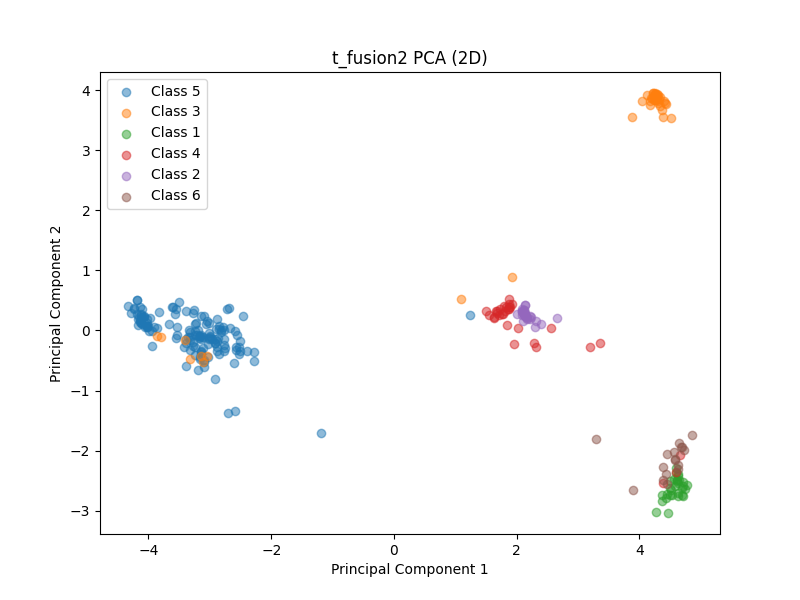 t_fusion2 PCA (2D)
Class 5
Class 3
Class 1
Class 4
Class 2
Class 6
4
3
2
1
0
−1
−2
−3
Principal Component 2
−4
−2
0
2
4
Principal Component 1